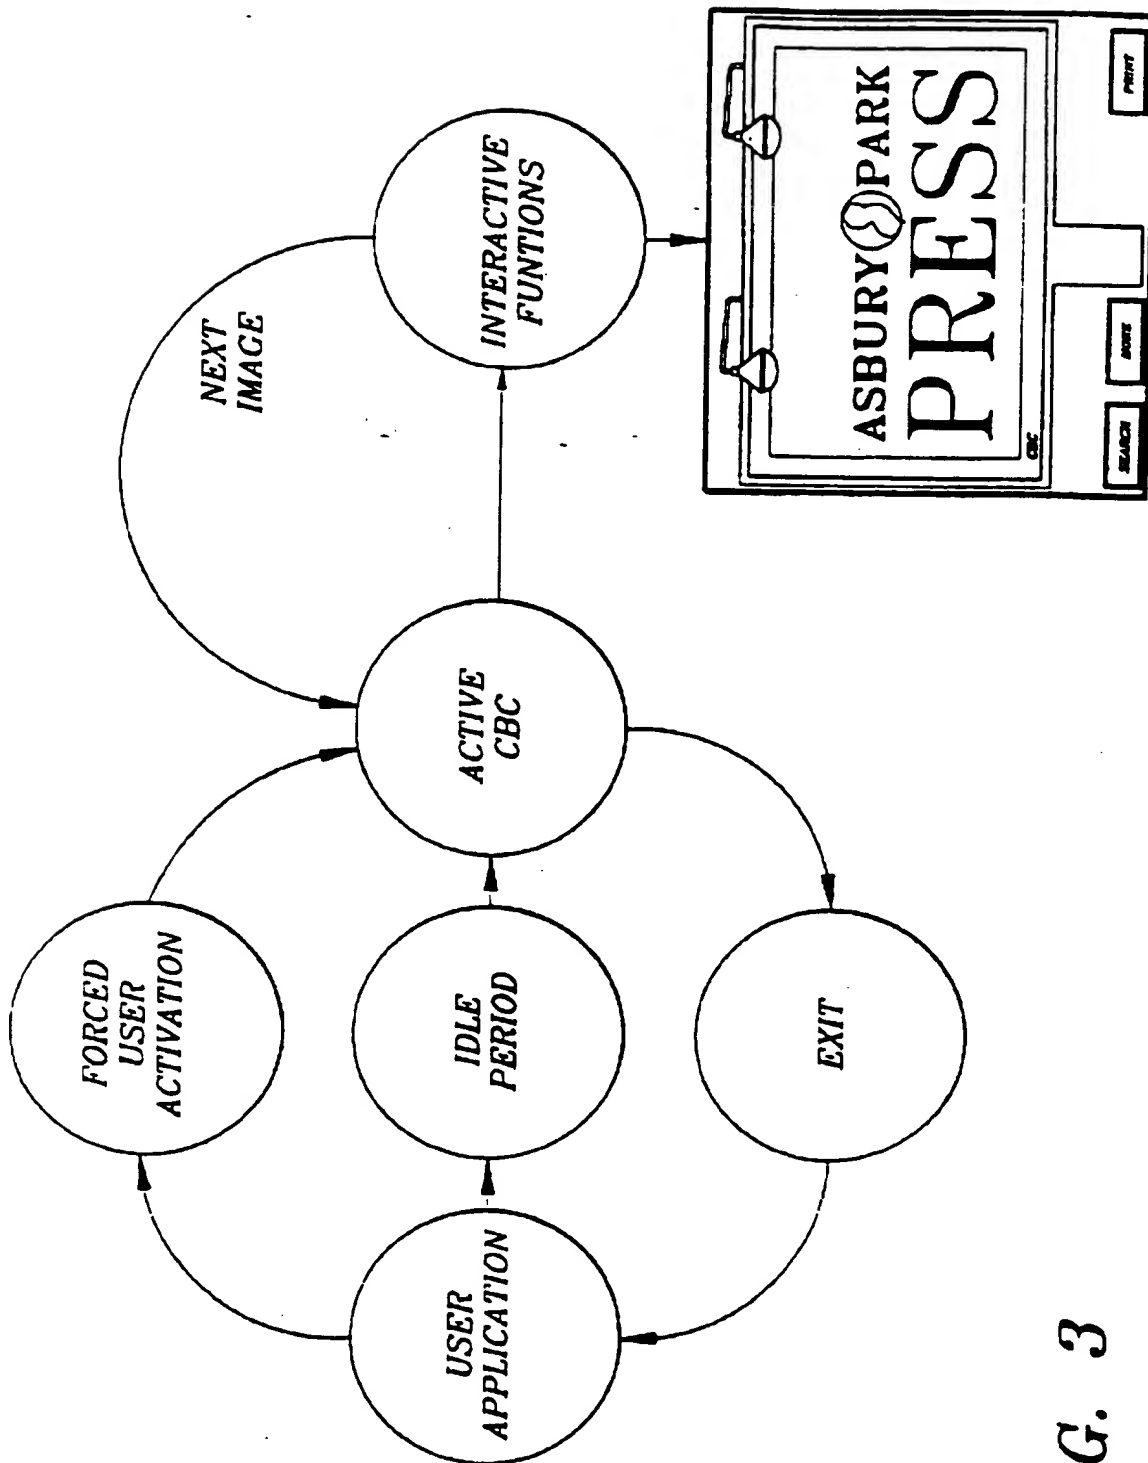 FORCED
USER
ACTIVATION
NEXT
IMAGE
USER
APPLICATION
IDLE
PERIOD
ACTIVE
CBC
INTERACTIVE
FUNTIONS
EXIT
ASBURY PARK
PRESS
CBC
SEARCH
MORE
PRINT
G. 3